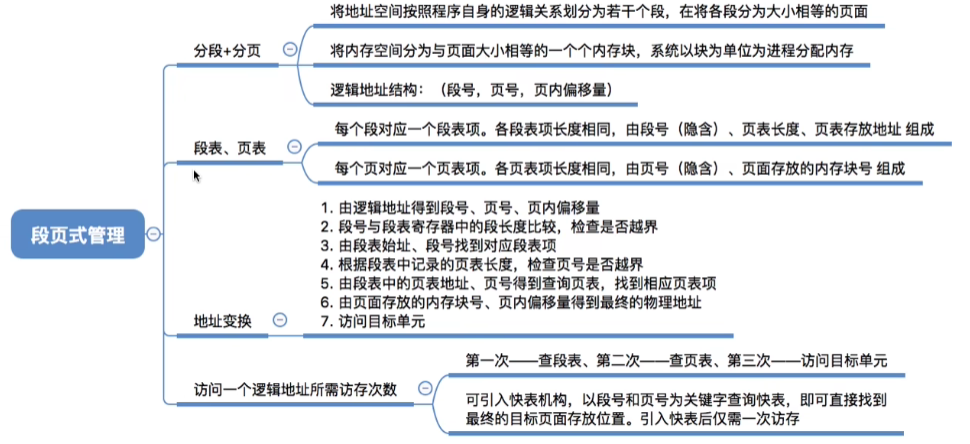 段页式管理
分段+分页
将地址空间按照程序自身的逻辑关系划分为若干个段，在将各段分为大小相等的页面
将内存空间分为与页面大小相等的一个个内存块，系统以块为单位为进程分配内存
逻辑地址结构：（段号，页号，页内偏移量）
段表、页表
每个段对应一个段表项。各段表项长度相同，由段号（隐含）、页表长度、页表存放地址 组成
每个页对应一个页表项。各页表项长度相同，由页号（隐含）、页面存放的内存块号 组成
地址变换
1. 由逻辑地址得到段号、页号、页内偏移量
2. 段号与段表寄存器中的段长度比较，检查是否越界
3. 由段表始址、段号找到对应段表项
4. 根据段表中记录的页表长度，检查页号是否越界
5. 由段表中的页表地址、页号得到查询页表，找到相应页表项
6. 由页面存放的内存块号、页内偏移量得到最终的物理地址
7. 访问目标单元
访问一个逻辑地址所需访存次数
第一次——查段表、第二次——查页表、第三次——访问目标单元
可引入快表机构，以段号和页号为关键字查询快表，即可直接找到
最终的目标页面存放位置。引入快表后仅需一次访存